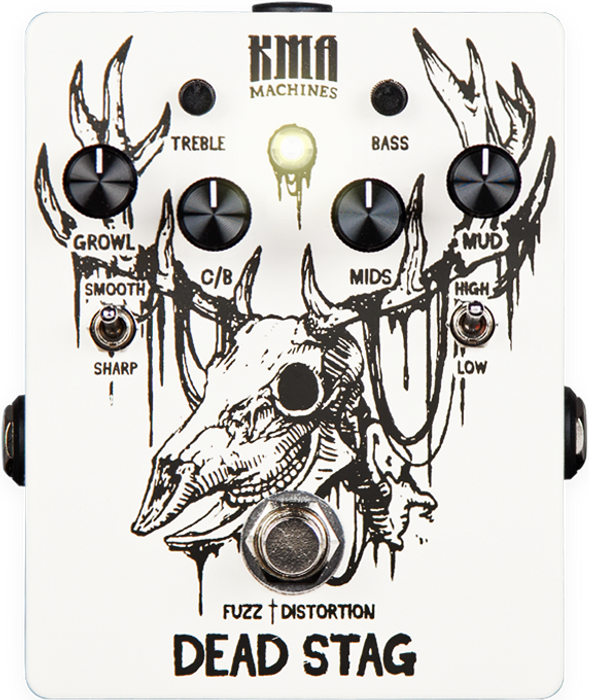 KMA
MACHINES
TREBLE
BASS
GROWL
C/B
MIDS
MUD
SMOOTH
HIGH
SHARP
LOW
FUZZ † DISTORTION
DEAD STAG